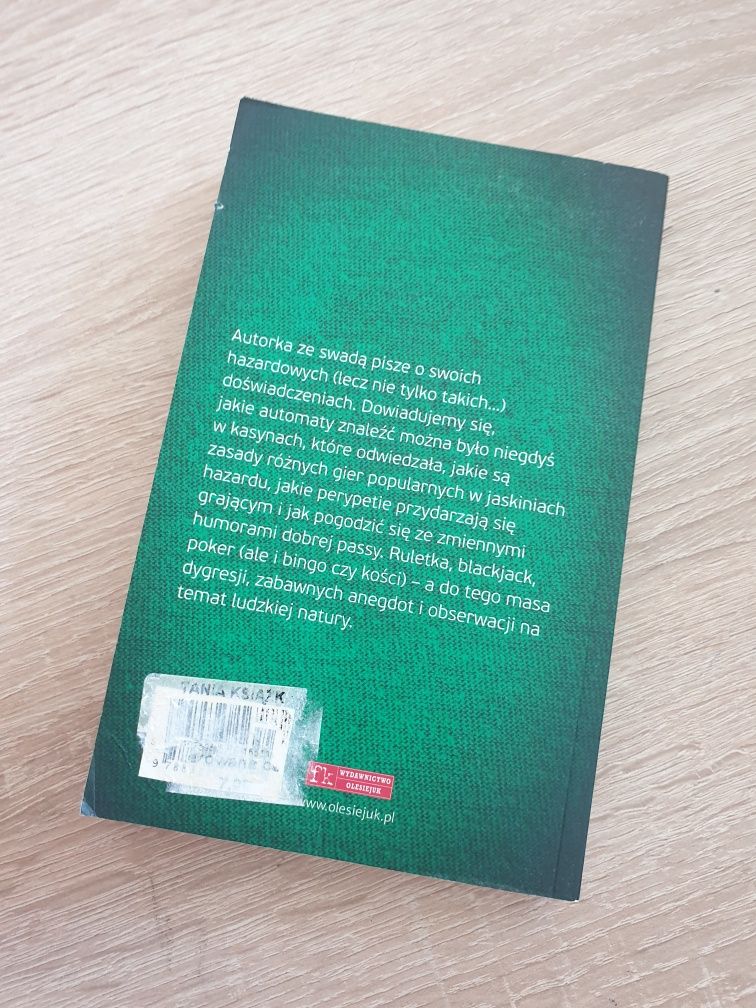 Autorka ze swadą pisze o swoich
hazardowych (lecz nie tylko takich...)
doświadczeniach. Dowiadujemy się,
jakie automaty znaleźć można było niegdyś
w kasynach, które odwiedzała, jakie są
zasady różnych gier popularnych w jaskiniach
hazardu, jakie perypetie przydarzają się
grającym i jak pogodzić się ze zmiennymi
humorami dobrej passy. Ruletka, blackjack,
poker (ale i bingo czy kości) – a do tego masa
dygresji, zabawnych anegdot i obserwacji na
temat ludzkiej natury.
TANIA KSIĄŻK
fk WYDAWNICTWO
OLESIEJUK
www.olesiejuk.pl